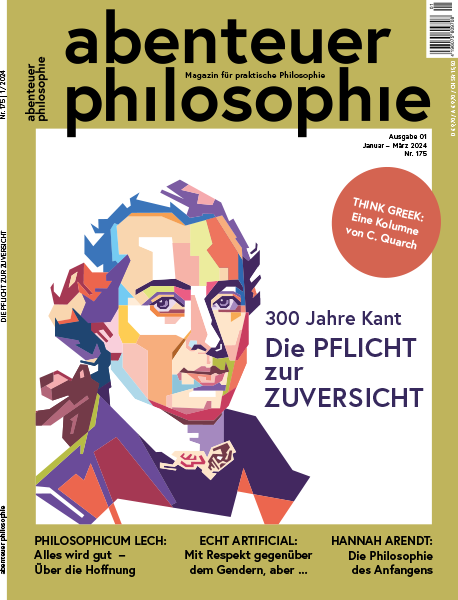 abenteuer
Magazin für praktische Philosophie
philosophie
abenteuer
philosophie
Nr. 175 | 1 / 2024
DIE PFLICHT ZUR ZUVERSICHT
abenteuer philosophie
01
Ausgabe 01
Januar – März 2024
Nr. 175
THINK GREEK:
Eine Kolumne
von C. Quarch
300 Jahre Kant
Die PFLICHT
zur
ZUVERSICHT
PHILOSOPHICUM LECH:
Alles wird gut –
Über die Hoffnung
ECHT ARTIFICIAL:
Mit Respekt gegenüber
dem Gendern, aber ...
HANNAH ARENDT:
Die Philosophie
des Anfangens